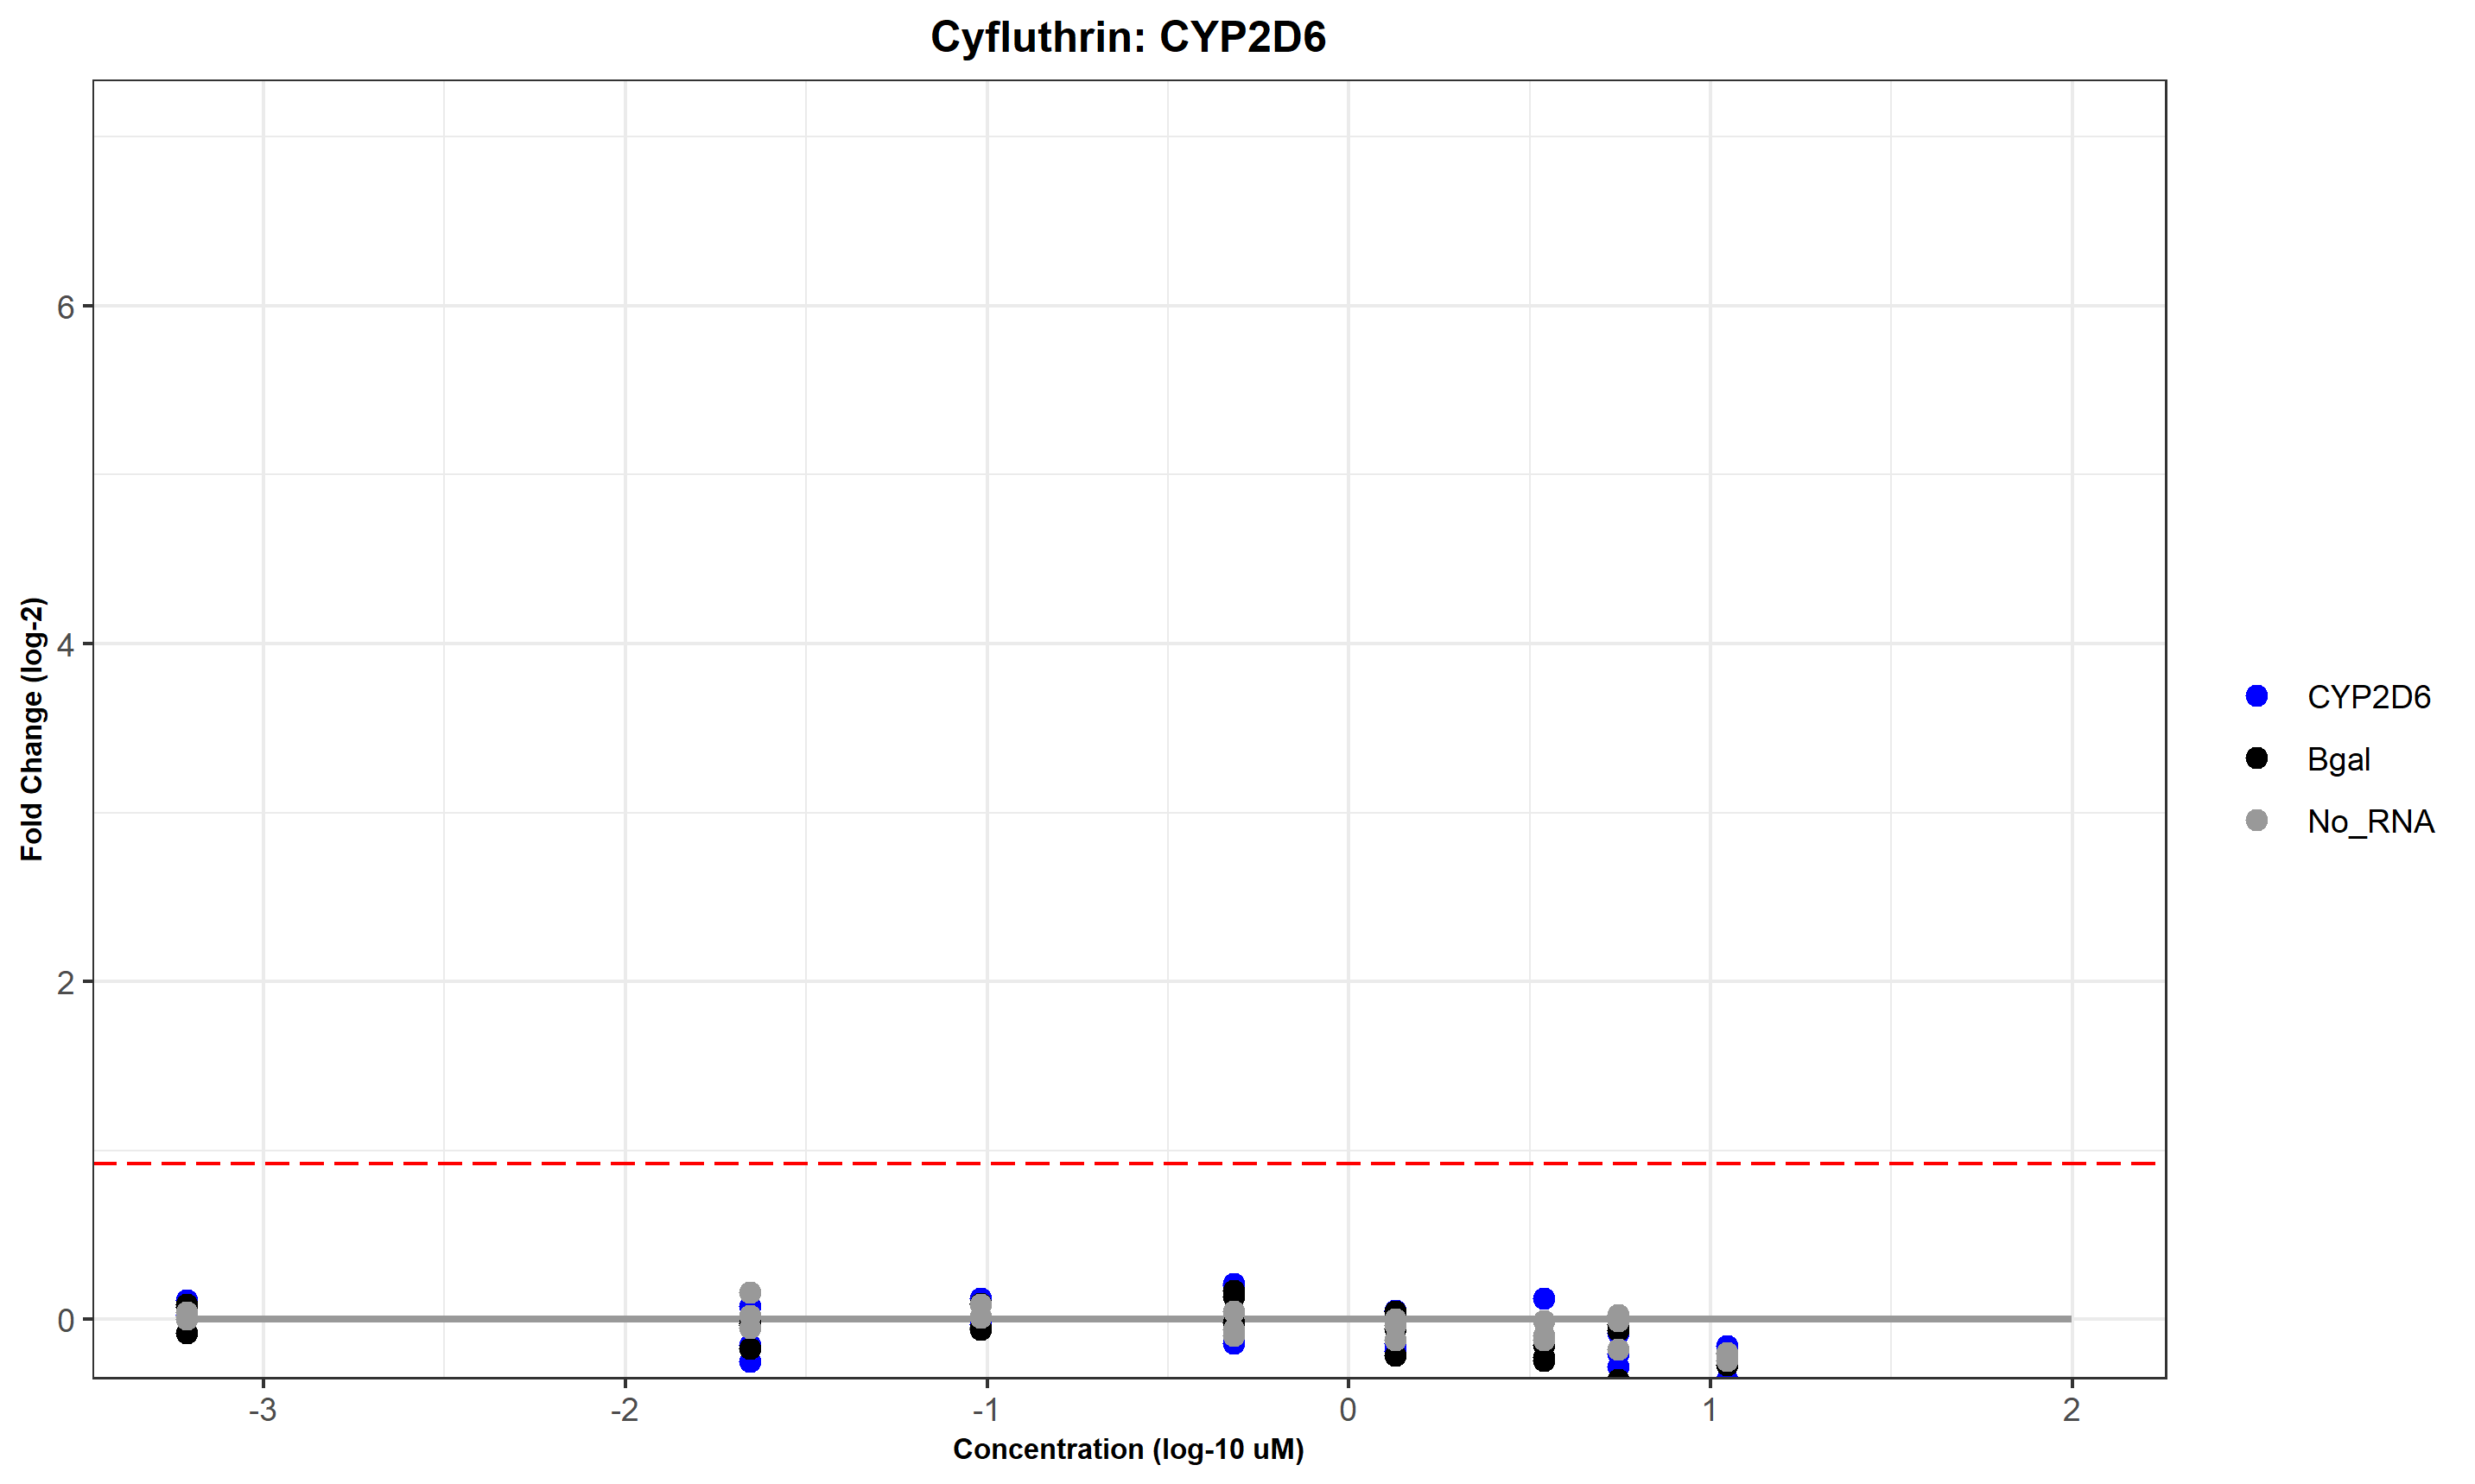 Cyfluthrin: CYP2D6
Fold Change (log-2)
6
4
2
0
-3
-2
-1
0
1
2
Concentration (log-10 uM)
CYP2D6
Bgal
No_RNA